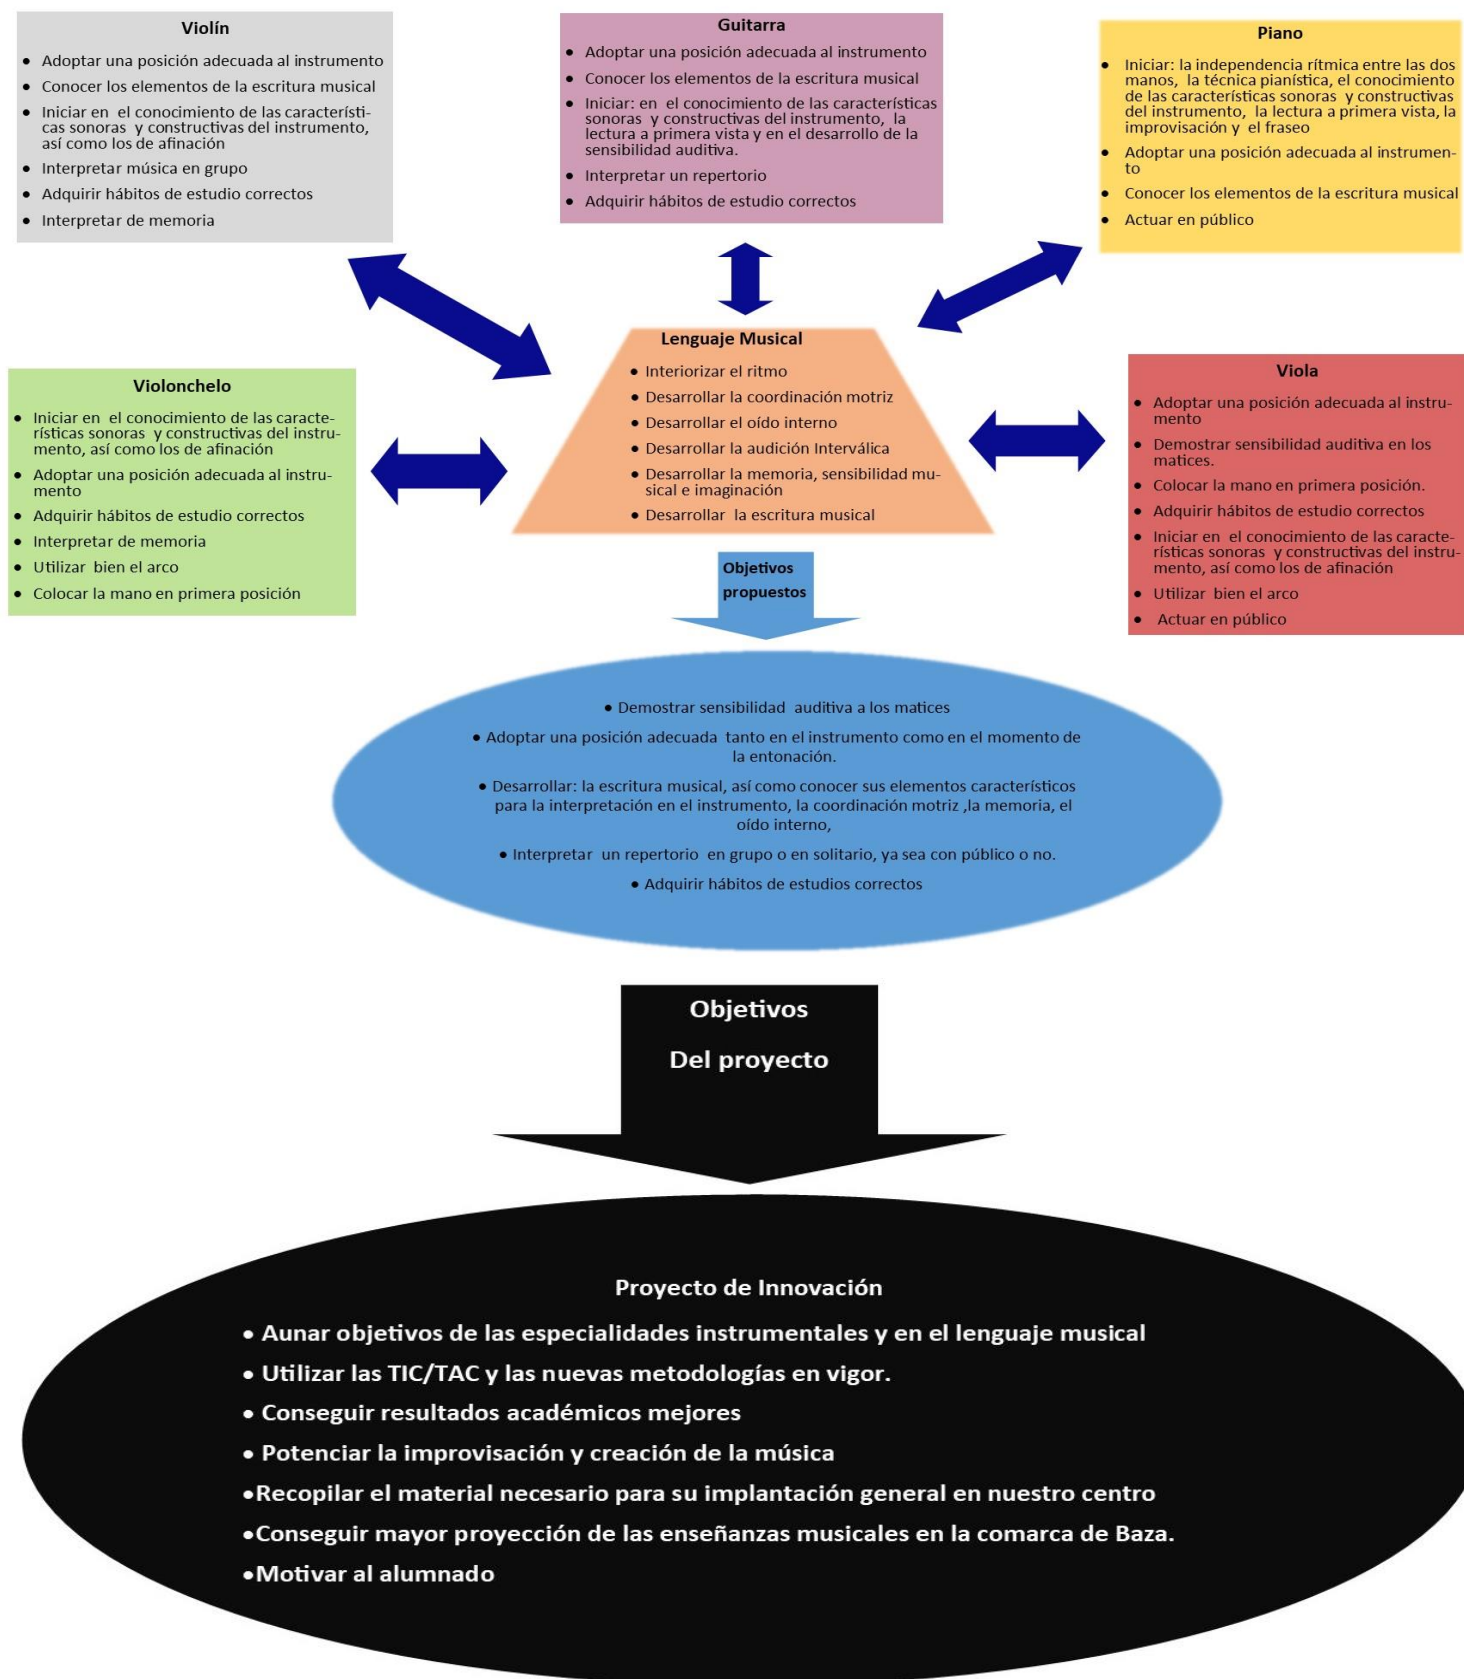 Violín
● Adoptar una posición adecuada al instrumento
● Conocer los elementos de la escritura musical
● Iniciar en el conocimiento de las característi-
cas sonoras y constructivas del instrumento,
así como los de afinación
● Interpretar música en grupo
● Adquirir hábitos de estudio correctos
● Interpretar de memoria
Guitarra
● Adoptar una posición adecuada al instrumento
● Conocer los elementos de la escritura musical
● Iniciar: en el conocimiento de las características
sonoras y constructivas del instrumento, la
lectura a primera vista y en el desarrollo de la
sensibilidad auditiva.
● Interpretar un repertorio
● Adquirir hábitos de estudio correctos
Piano
● Iniciar: la independencia rítmica entre las dos
manos, la técnica pianística, el conocimiento
de las características sonoras y constructivas
del instrumento, la lectura a primera vista, la
improvisación y el fraseo
● Adoptar una posición adecuada al instrumen-
to
● Conocer los elementos de la escritura musical
● Actuar en público
Violonchelo
● Iniciar en el conocimiento de las caracte-
rísticas sonoras y constructivas del instru-
mento, así como los de afinación
● Adoptar una posición adecuada al instru-
mento
● Adquirir hábitos de estudio correctos
● Interpretar de memoria
● Utilizar bien el arco
● Colocar la mano en primera posición
Lenguaje Musical
● Interiorizar el ritmo
● Desarrollar la coordinación motriz
● Desarrollar el oído interno
● Desarrollar la audición Interválica
● Desarrollar la memoria, sensibilidad mu-
sical e imaginación
● Desarrollar la escritura musical
Viola
● Adoptar una posición adecuada al instru-
mento
● Demostrar sensibilidad auditiva en los
matices.
● Colocar la mano en primera posición.
● Adquirir hábitos de estudio correctos
● Iniciar en el conocimiento de las caracte-
rísticas sonoras y constructivas del instru-
mento, así como los de afinación
● Utilizar bien el arco
● Actuar en público
Objetivos
propuestos
● Demostrar sensibilidad auditiva a los matices
● Adoptar una posición adecuada tanto en el instrumento como en el momento de
la entonación.
● Desarrollar: la escritura musical, así como conocer sus elementos característicos
para la interpretación en el instrumento, la coordinación motriz ,la memoria, el
oído interno,
● Interpretar un repertorio en grupo o en solitario, ya sea con público o no.
● Adquirir hábitos de estudios correctos
Objetivos
Del proyecto
Proyecto de Innovación
● Aunar objetivos de las especialidades instrumentales y en el lenguaje musical
● Utilizar las TIC/TAC y las nuevas metodologías en vigor.
● Conseguir resultados académicos mejores
● Potenciar la improvisación y creación de la música
●Recopilar el material necesario para su implantación general en nuestro centro
●Conseguir mayor proyección de las enseñanzas musicales en la comarca de Baza.
●Motivar al alumnado